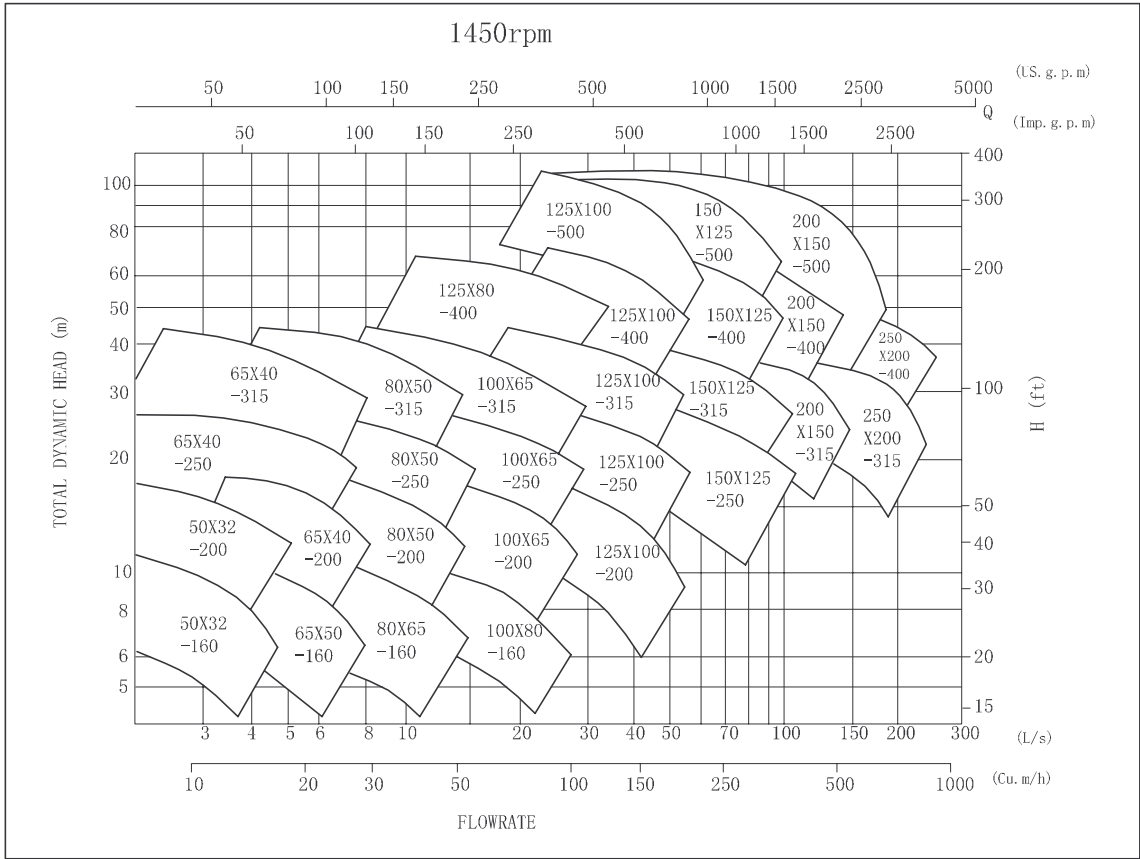 1450rpm
50 100 150 250 500 1000 1500 2500 5000 (US.g.p.m)
Q
50 100 150 250 500 1000 1500 2500 (Imp.g.p.m)
TOTAL DYNAMIC HEAD (m)
100
80
60
50
40
30
20
10
8
6
5
400
300
200
100
50
40
30
20
15
H (ft)
125X100
-500
150
X125
-500
200
X150
-500
125X80
-400
125X100
-400
150X125
-400
200
X150
-400
250
X200
-400
65X40
-315
80X50
-315
100X65
-315
125X100
-315
150X125
-315
200
X150
-315
250
X200
-315
65X40
-250
80X50
-250
100X65
-250
125X100
-250
150X125
-250
50X32
-200
65X40
-200
80X50
-200
100X65
-200
125X100
-200
50X32
-160
65X50
-160
80X65
-160
100X80
-160
3 4 5 6 8 10 20 30 40 50 70 100 150 200 300 (L/s)
10 20 30 50 100 150 250 500 1000 (Cu.m/h)
FLOWRATE